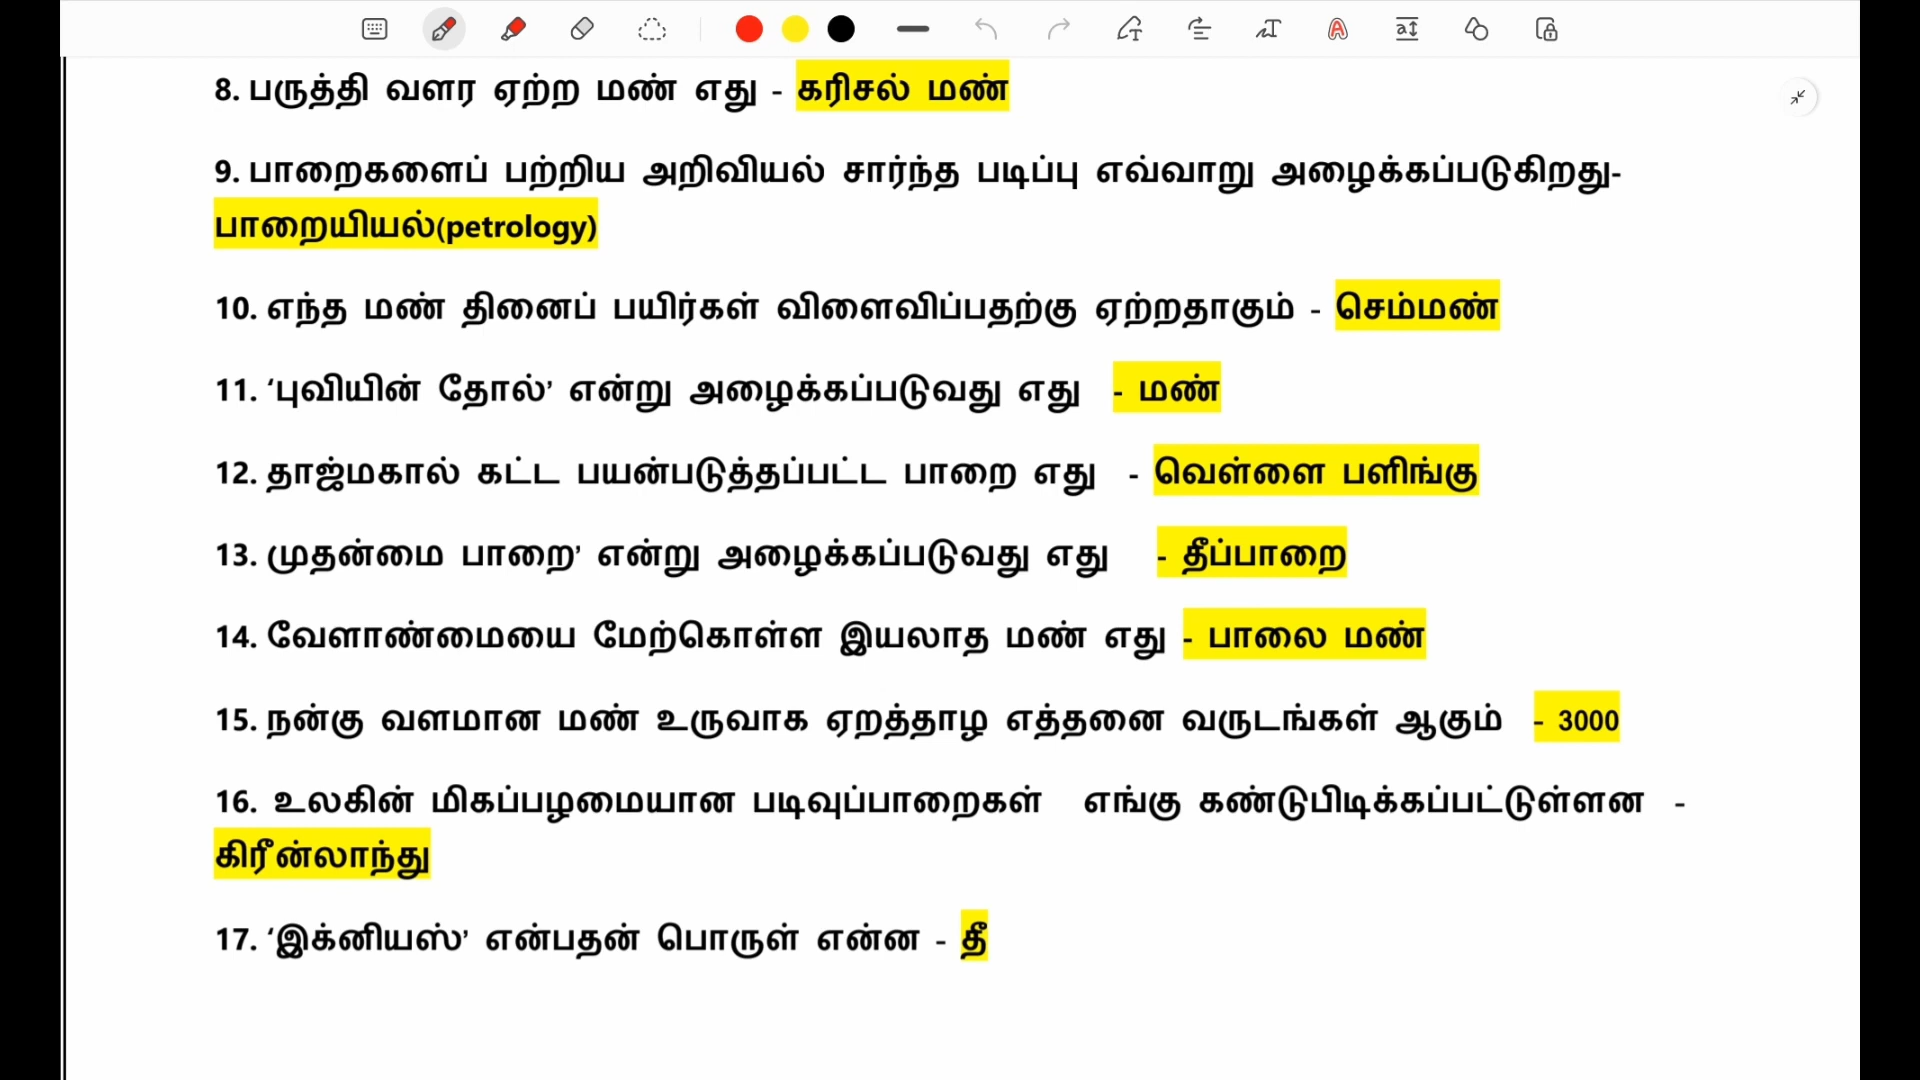 8. பருத்தி வளர ஏற்ற மண் எது - கரிசல் மண்
9. பாறைகளைப் பற்றிய அறிவியல் சார்ந்த படிப்பு எவ்வாறு அழைக்கப்படுகிறது-
பாறையியல்(petrology)
10. எந்த மண் தினைப் பயிர்கள் விளைவிப்பதற்கு ஏற்றதாகும் - செம்மண்
11. ‘புவியின் தோல்’ என்று அழைக்கப்படுவது எது - மண்
12. தாஜ்மகால் கட்ட பயன்படுத்தப்பட்ட பாறை எது - வெள்ளை பளிங்கு
13. முதன்மை பாறை’ என்று அழைக்கப்படுவது எது - தீப்பாறை
14. வேளாண்மையை மேற்கொள்ள இயலாத மண் எது - பாலை மண்
15. நன்கு வளமான மண் உருவாக ஏறத்தாழ எத்தனை வருடங்கள் ஆகும் - 3000
16. உலகின் மிகப்பழமையான படிவுப்பாறைகள் எங்கு கண்டுபிடிக்கப்பட்டுள்ளன -
கிரீன்லாந்து
17. ‘இக்னியஸ்’ என்பதன் பொருள் என்ன - தீ